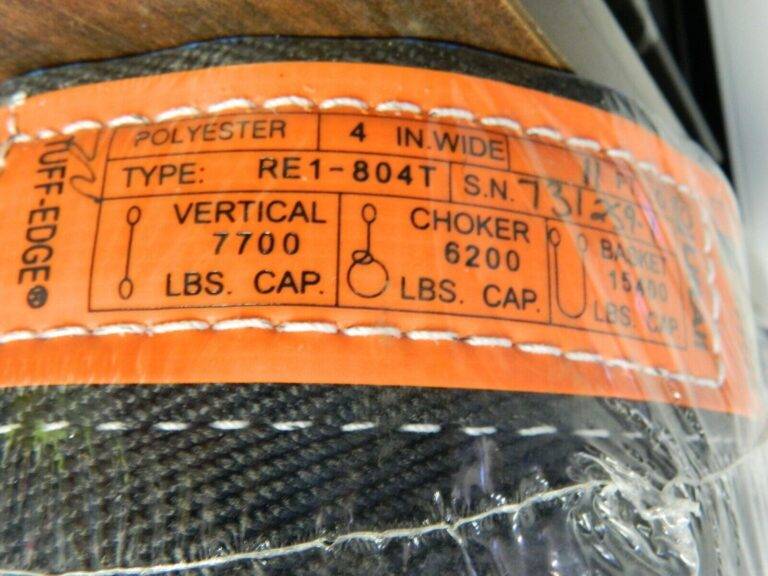 TUFF-EDGE®
POLYESTER 4 IN.WIDE
TYPE: RE1-804T S.N.
VERTICAL
7700
LBS. CAP.
CHOKER
6200
LBS. CAP.
BASKET
15400
LBS. CAP